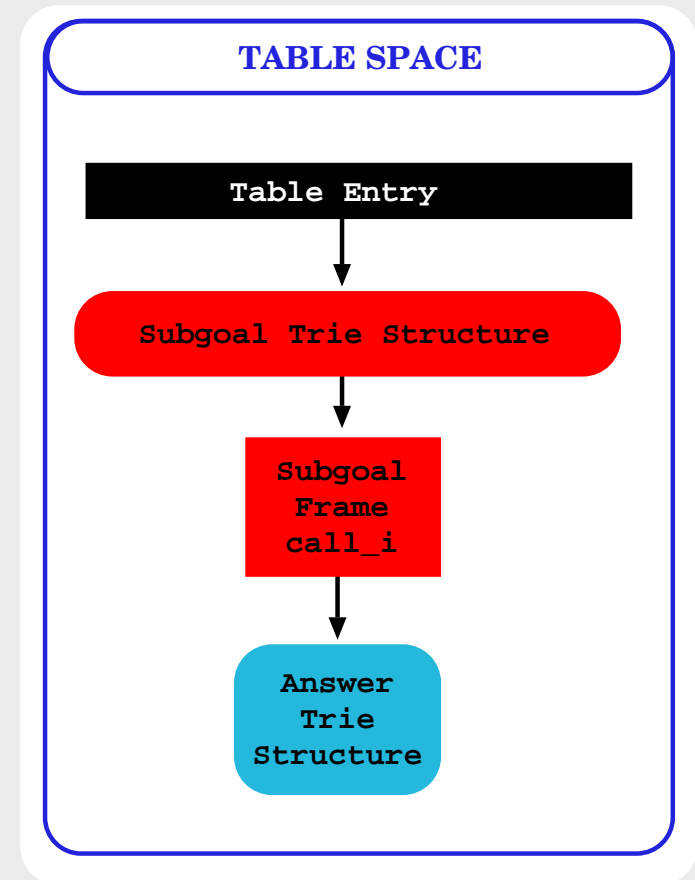 TABLE SPACE
Table Entry
Subgoal Trie Structure
Subgoal
Frame
call_i
Answer
Trie
Structure